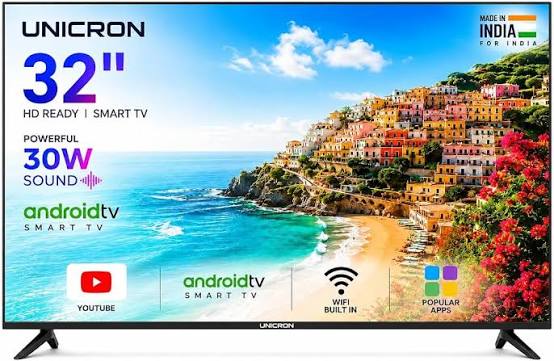 UNICRON
32"
HD READY | SMART TV
POWERFUL
30W
SOUND
androidtv
SMART TV
MADE IN
INDIA
FOR INDIA
YOUTUBE
androidtv
SMART TV
WIFI
BUILT IN
POPULAR
APPS
UNICRON